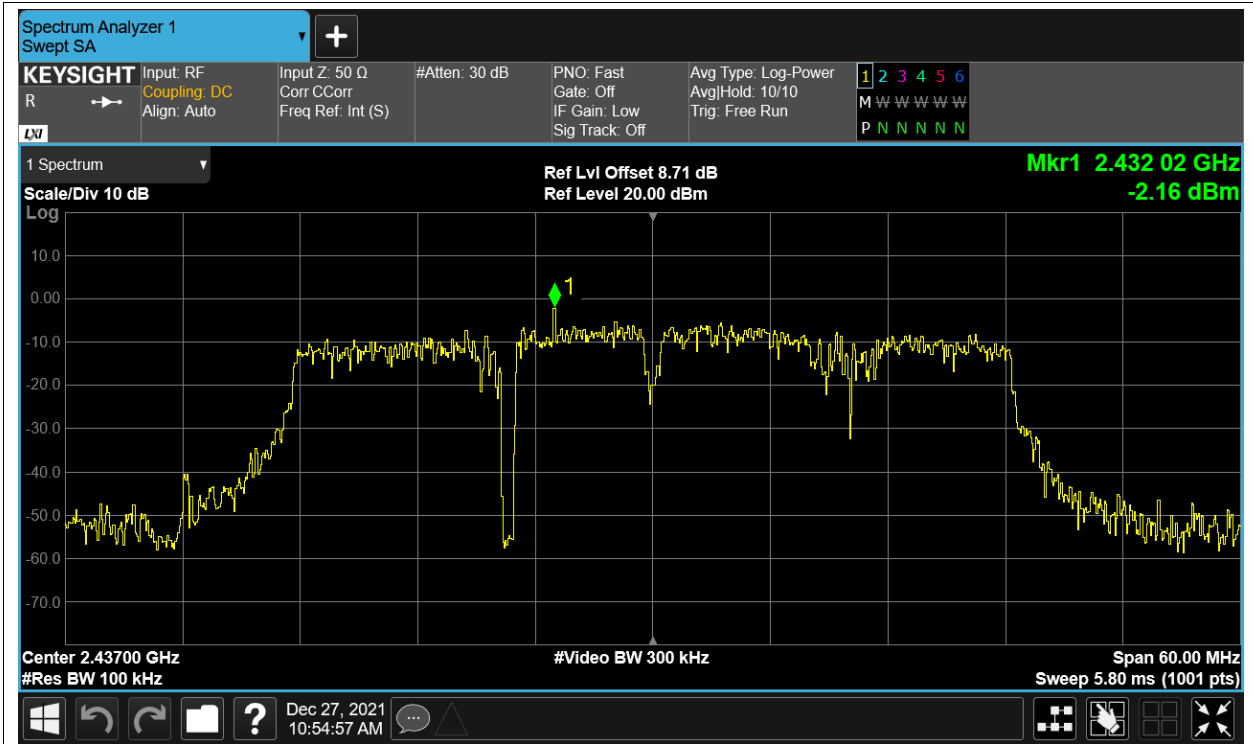 Spectrum Analyzer 1
Swept SA
KEYSIGHT
R
LXI
Input: RF
Coupling: DC
Align: Auto
Input Z: 50 Ω
Corr CCorr
Freq Ref: Int (S)
#Atten: 30 dB
PNO: Fast
Gate: Off
IF Gain: Low
Sig Track: Off
Avg Type: Log-Power
Avg|Hold: 10/10
Trig: Free Run
1 2 3 4 5 6
M W W W W W
P N N N N N
1 Spectrum
Scale/Div 10 dB
Log
Ref Lvl Offset 8.71 dB
Ref Level 20.00 dBm
Mkr1 2.432 02 GHz
-2.16 dBm
1
10.0
0.00
-10.0
-20.0
-30.0
-40.0
-50.0
-60.0
-70.0
Center 2.43700 GHz
#Res BW 100 kHz
#Video BW 300 kHz
Span 60.00 MHz
Sweep 5.80 ms (1001 pts)
?
Dec 27, 2021
10:54:57 AM